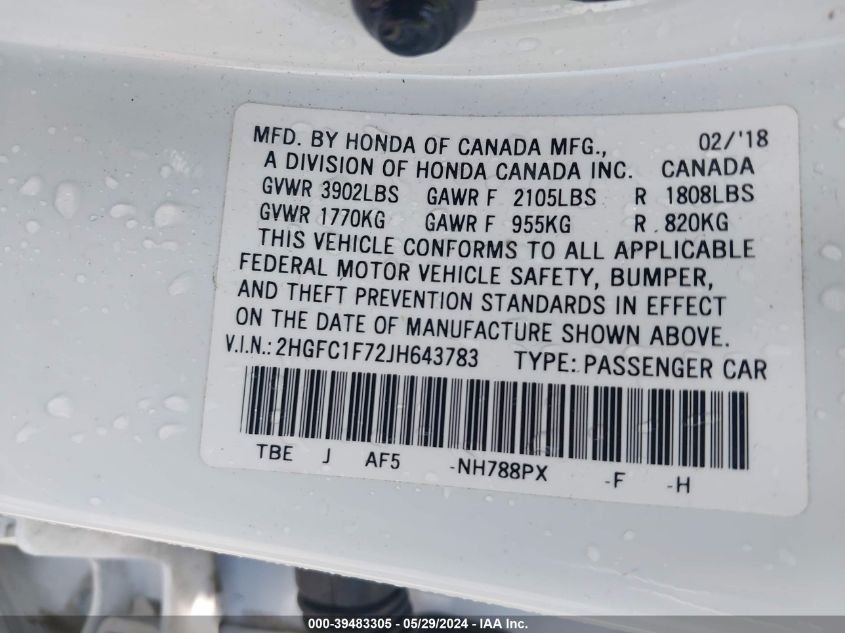 MFD. BY HONDA OF CANADA MFG., 02/'18
A DIVISION OF HONDA CANADA INC. CANADA
GVWR 3902LBS GAWR F 2105LBS R 1808LBS
GVWR 1770KG GAWR F 955KG R 820KG
THIS VEHICLE CONFORMS TO ALL APPLICABLE
FEDERAL MOTOR VEHICLE SAFETY, BUMPER,
AND THEFT PREVENTION STANDARDS IN EFFECT
ON THE DATE OF MANUFACTURE SHOWN ABOVE.
V.I.N.: 2HGFC1F72JH643783 TYPE: PASSENGER CAR
TBE J AF5 -NH788PX -F -H
000-39483305 - 05/29/2024 - IAA Inc.